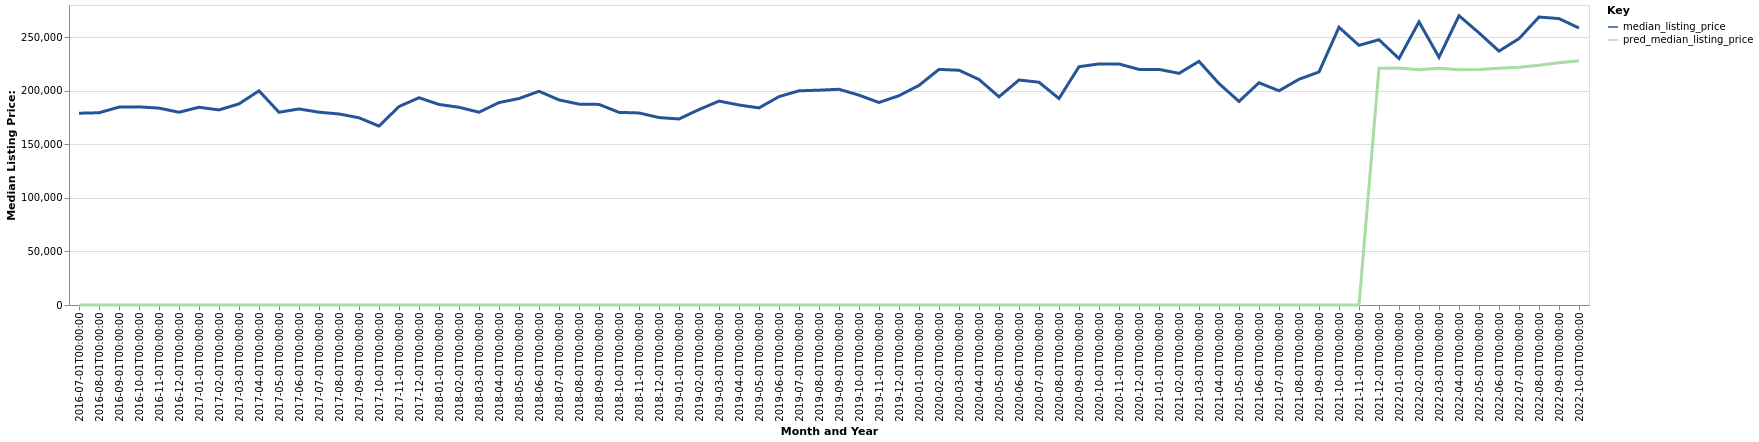 Median Listing Price:
250,000
200,000
150,000
100,000
50,000
0
2016-07-01T00:00:00
2016-08-01T00:00:00
2016-09-01T00:00:00
2016-10-01T00:00:00
2016-11-01T00:00:00
2016-12-01T00:00:00
2017-01-01T00:00:00
2017-02-01T00:00:00
2017-03-01T00:00:00
2017-04-01T00:00:00
2017-05-01T00:00:00
2017-06-01T00:00:00
2017-07-01T00:00:00
2017-08-01T00:00:00
2017-09-01T00:00:00
2017-10-01T00:00:00
2017-11-01T00:00:00
2017-12-01T00:00:00
2018-01-01T00:00:00
2018-02-01T00:00:00
2018-03-01T00:00:00
2018-04-01T00:00:00
2018-05-01T00:00:00
2018-06-01T00:00:00
2018-07-01T00:00:00
2018-08-01T00:00:00
2018-09-01T00:00:00
2018-10-01T00:00:00
2018-11-01T00:00:00
2018-12-01T00:00:00
2019-01-01T00:00:00
2019-02-01T00:00:00
2019-03-01T00:00:00
2019-04-01T00:00:00
2019-05-01T00:00:00
2019-06-01T00:00:00
2019-07-01T00:00:00
2019-08-01T00:00:00
2019-09-01T00:00:00
2019-10-01T00:00:00
2019-11-01T00:00:00
2019-12-01T00:00:00
2020-01-01T00:00:00
2020-02-01T00:00:00
2020-03-01T00:00:00
2020-04-01T00:00:00
2020-05-01T00:00:00
2020-06-01T00:00:00
2020-07-01T00:00:00
2020-08-01T00:00:00
2020-09-01T00:00:00
2020-10-01T00:00:00
2020-11-01T00:00:00
2020-12-01T00:00:00
2021-01-01T00:00:00
2021-02-01T00:00:00
2021-03-01T00:00:00
2021-04-01T00:00:00
2021-05-01T00:00:00
2021-06-01T00:00:00
2021-07-01T00:00:00
2021-08-01T00:00:00
2021-09-01T00:00:00
2021-10-01T00:00:00
2021-11-01T00:00:00
2021-12-01T00:00:00
2022-01-01T00:00:00
2022-02-01T00:00:00
2022-03-01T00:00:00
2022-04-01T00:00:00
2022-05-01T00:00:00
2022-06-01T00:00:00
2022-07-01T00:00:00
2022-08-01T00:00:00
2022-09-01T00:00:00
2022-10-01T00:00:00
Month and Year
Key
median_listing_price
pred_median_listing_price